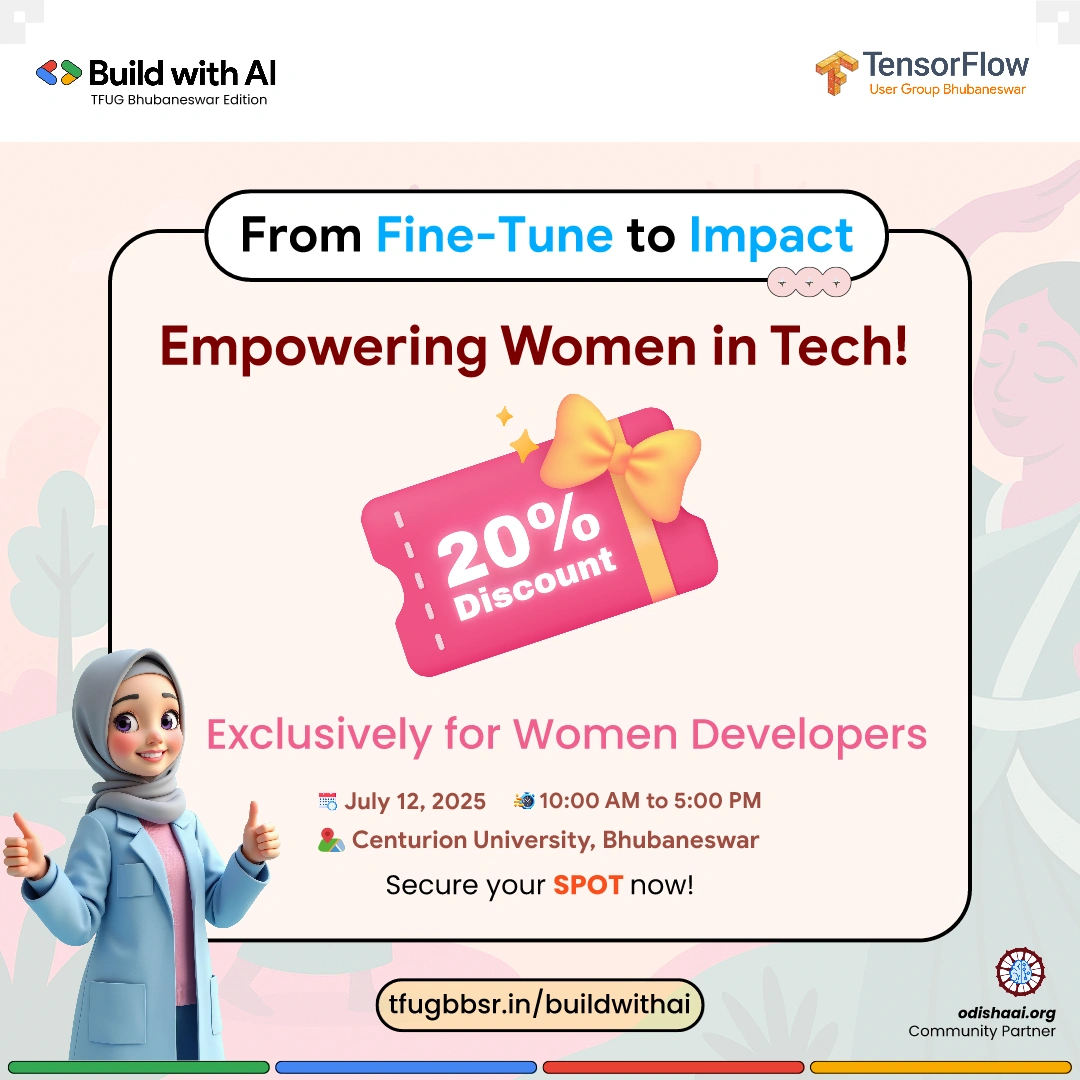 Build with AI
TFUG Bhubaneswar Edition
TensorFlow
User Group Bhubaneswar
From Fine-Tune to Impact
Empowering Women in Tech!
20%
Discount
Exclusively for Women Developers
July 12, 2025 10:00 AM to 5:00 PM
Centurion University, Bhubaneswar
Secure your SPOT now!
tfugbbsr.in/buildwithai
odishaai.org
Community Partner